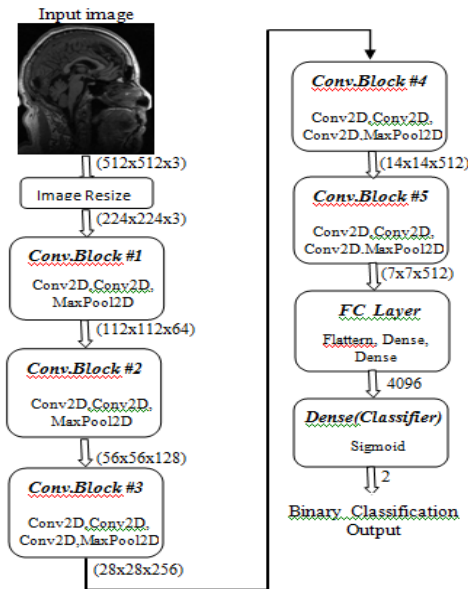 Input image
(512x512x3)
Image Resize
(224x224x3)
Conv.Block #1
Conv2D,Conv2D,
MaxPool2D
(112x112x64)
Conv.Block #2
Conv2D,Conv2D,
MaxPool2D
(56x56x128)
Conv.Block #3
Conv2D,Conv2D,
Conv2D,MaxPool2D
(28x28x256)
Conv.Block #4
Conv2D,Conv2D,
Conv2D,MaxPool2D
(14x14x512)
Conv.Block #5
Conv2D,Conv2D,
Conv2D.MaxPool2D
(7x7x512)
FC Layer
Flattern, Dense,
Dense
4096
Dense(Classifier)
Sigmoid
2
Binary Classification
Output